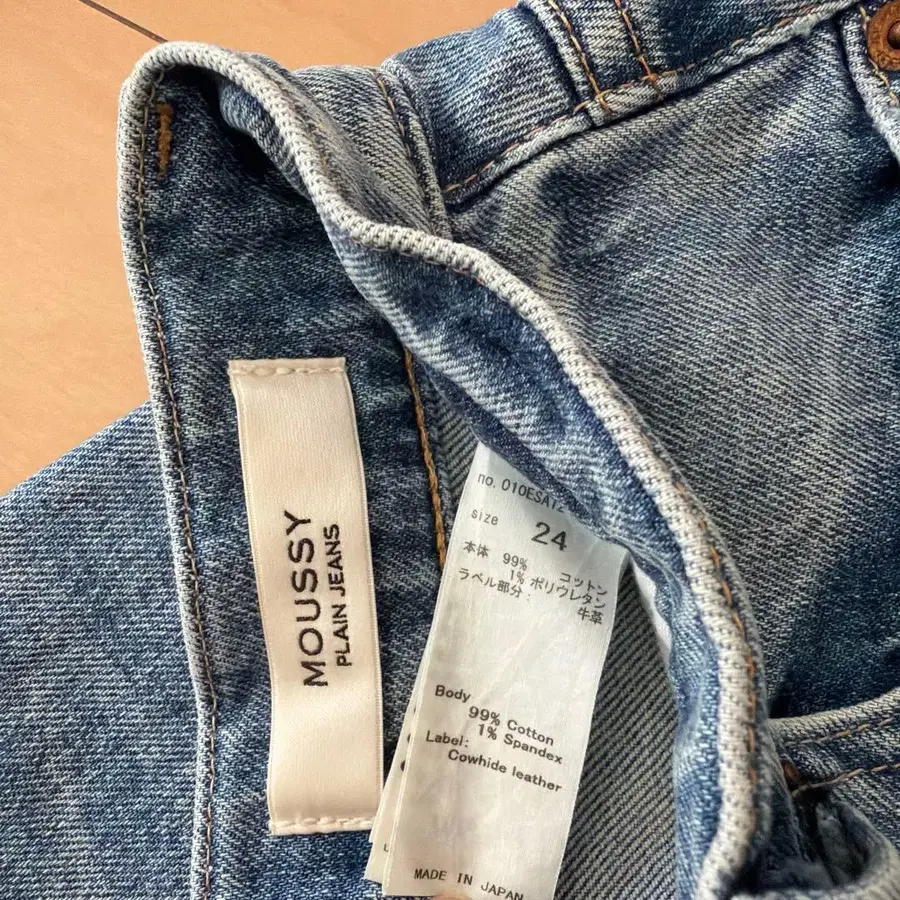 MOUSSY
PLAIN JEANS
no. 010ESA12
size
24
本体 99% コットン
1% ポリウレタン
ラベル部分: 牛革
Body
99% Cotton
1% Spandex
Label:
Cowhide leather
MADE IN JAPAN